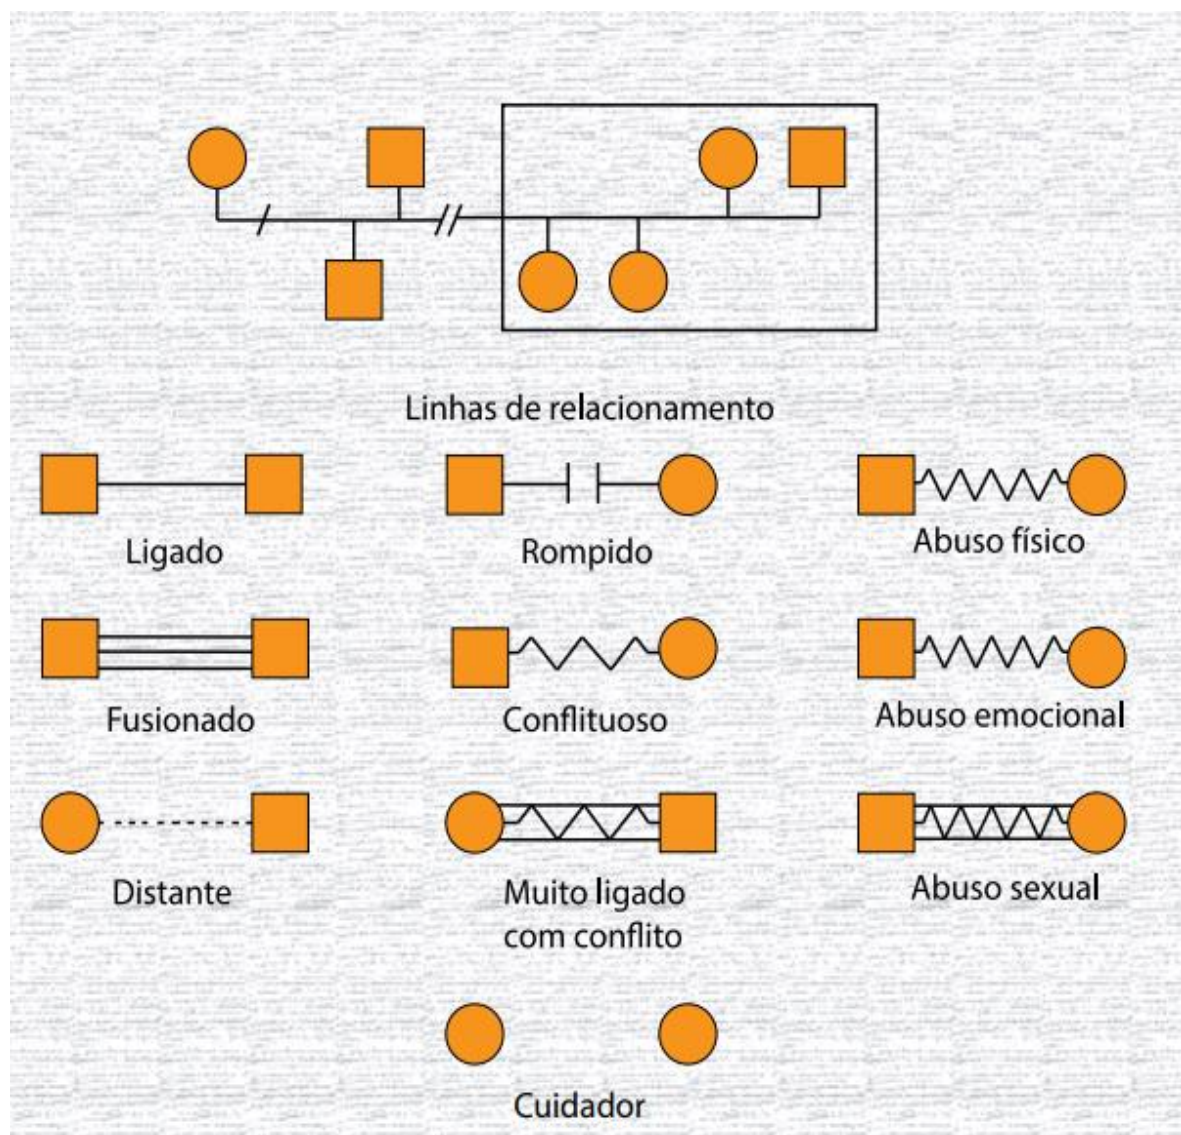 Linhas de relacionamento
Ligado
Rompido
Abuso físico
Fusionado
Conflituoso
Abuso emocional
Distante
Muito ligado
com conflito
Abuso sexual
Cuidador